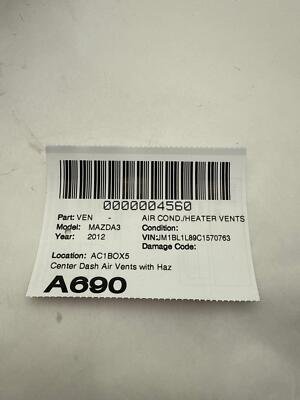 0000004560
Part: VEN - AIR COND./HEATER VENTS
Model: MAZDA3 Condition:
Year: 2012 VIN:JM1BL1L89C1570763
Damage Code:
Location: AC1BOX5
Center Dash Air Vents with Haz
A690